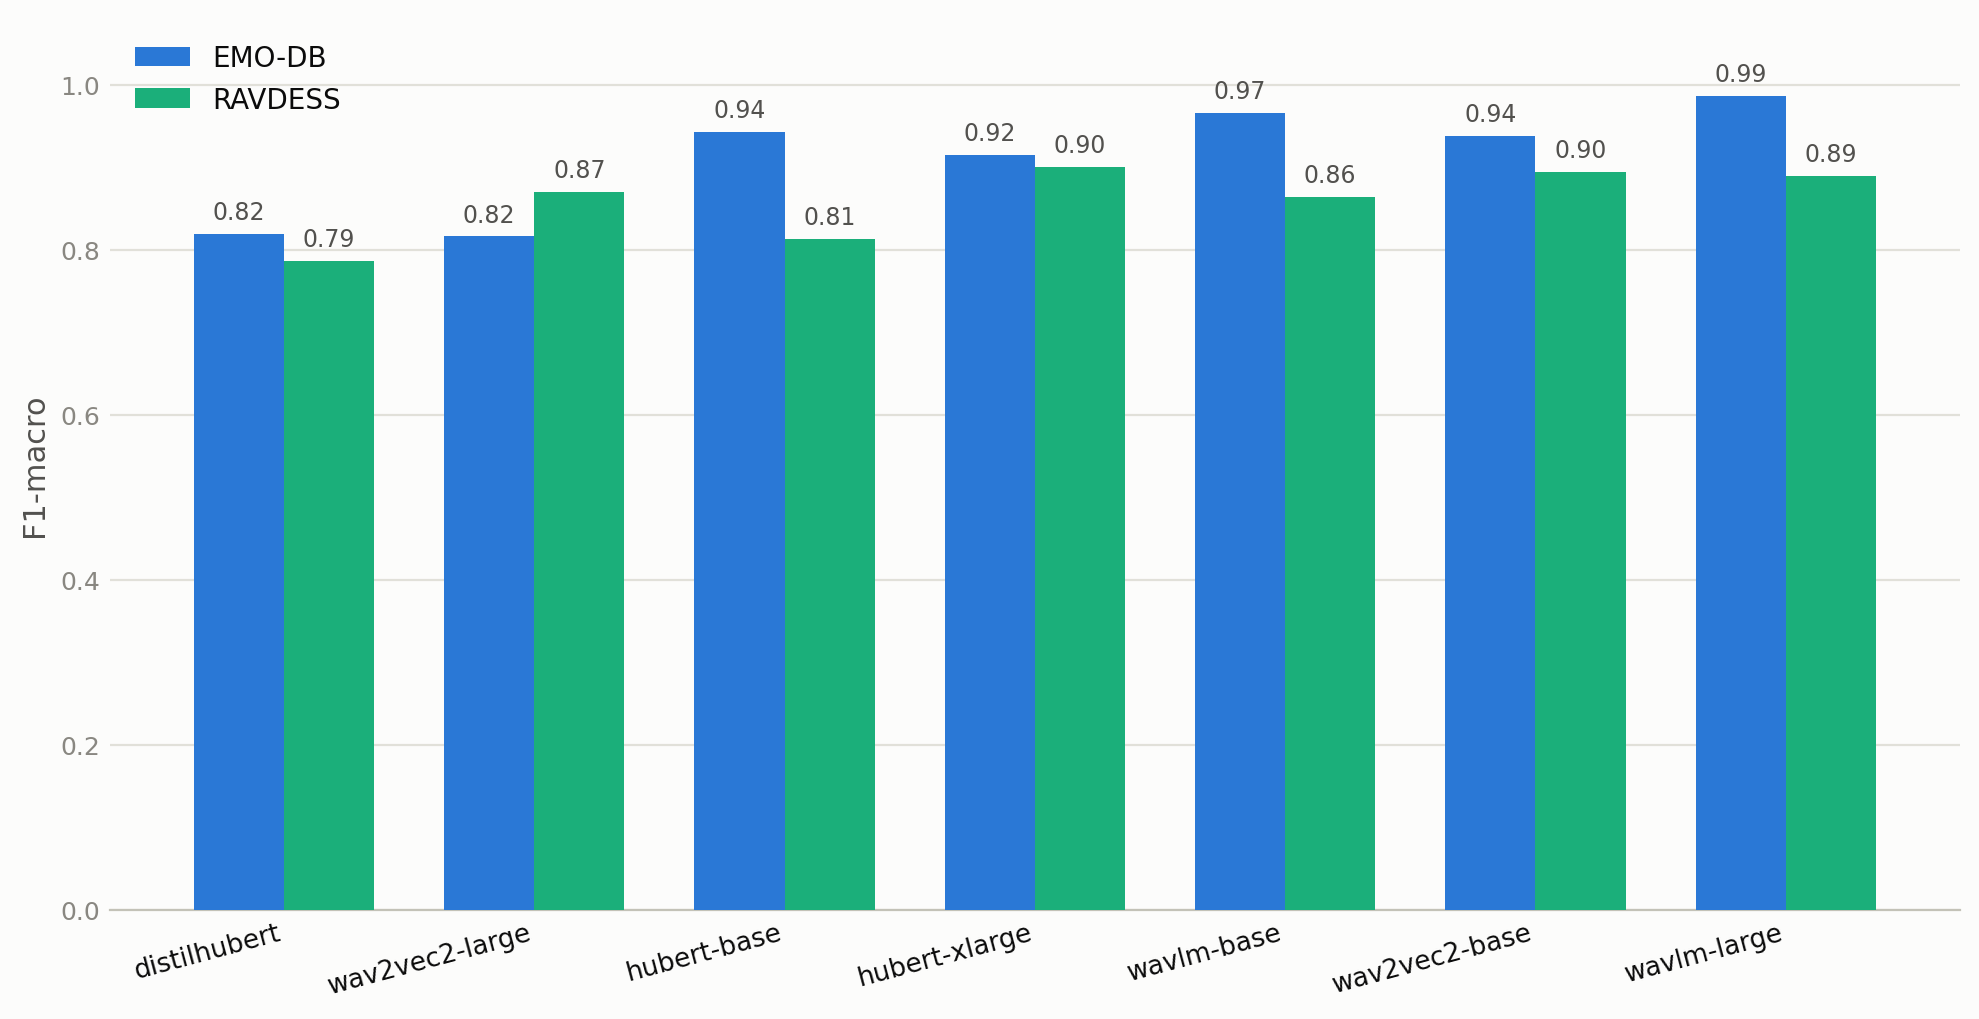 EMO-DB
RAVDESS
F1-macro
1.0
0.8
0.6
0.4
0.2
0.0
0.82
0.79
0.82
0.87
0.94
0.81
0.92
0.90
0.97
0.86
0.94
0.90
0.99
0.89
distilhubert
wav2vec2-large
hubert-base
hubert-xlarge
wavlm-base
wav2vec2-base
wavlm-large